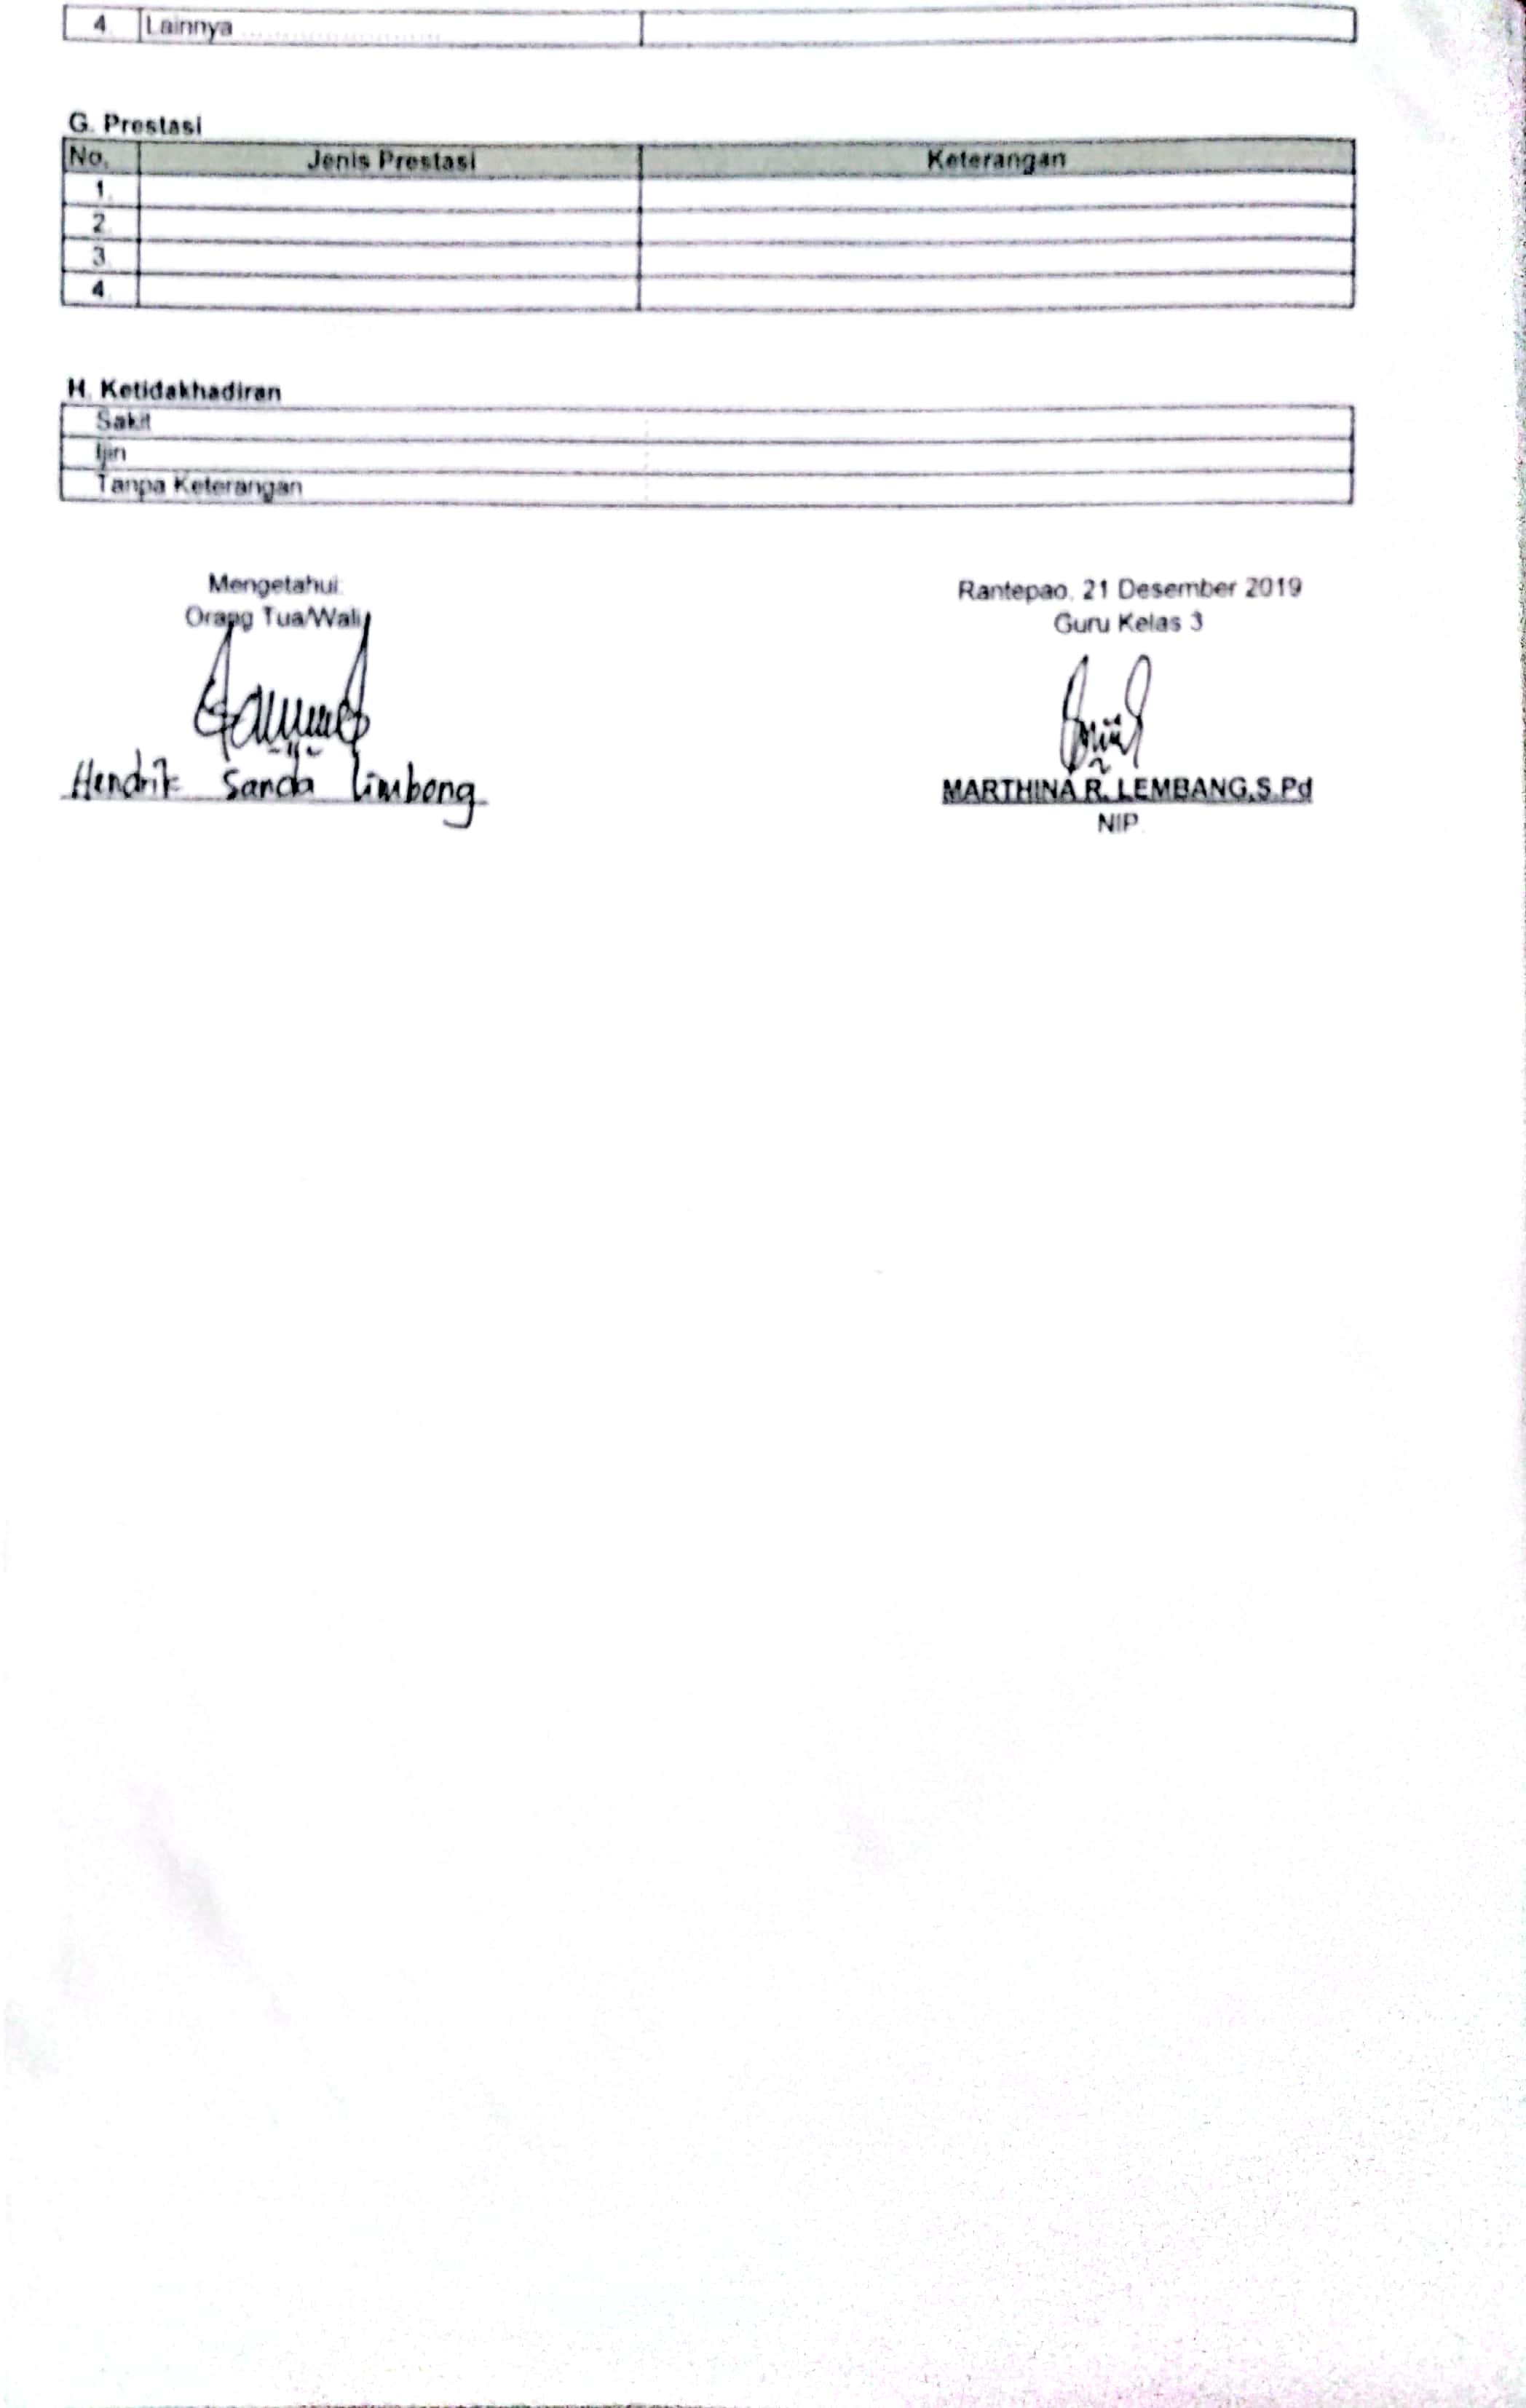 4. Lainnya ........................
G. Prestasi
No. Jenis Prestasi Keterangan
1.
2.
3.
4.
H. Ketidakhadiran
Sakit
Ijin
Tanpa Keterangan
Mengetahui:
Orang Tua/Wali
Hendrik Sanda Limbong
Rantepao, 21 Desember 2019
Guru Kelas 3
MARTHINA R. LEMBANG,S.Pd
NIP.